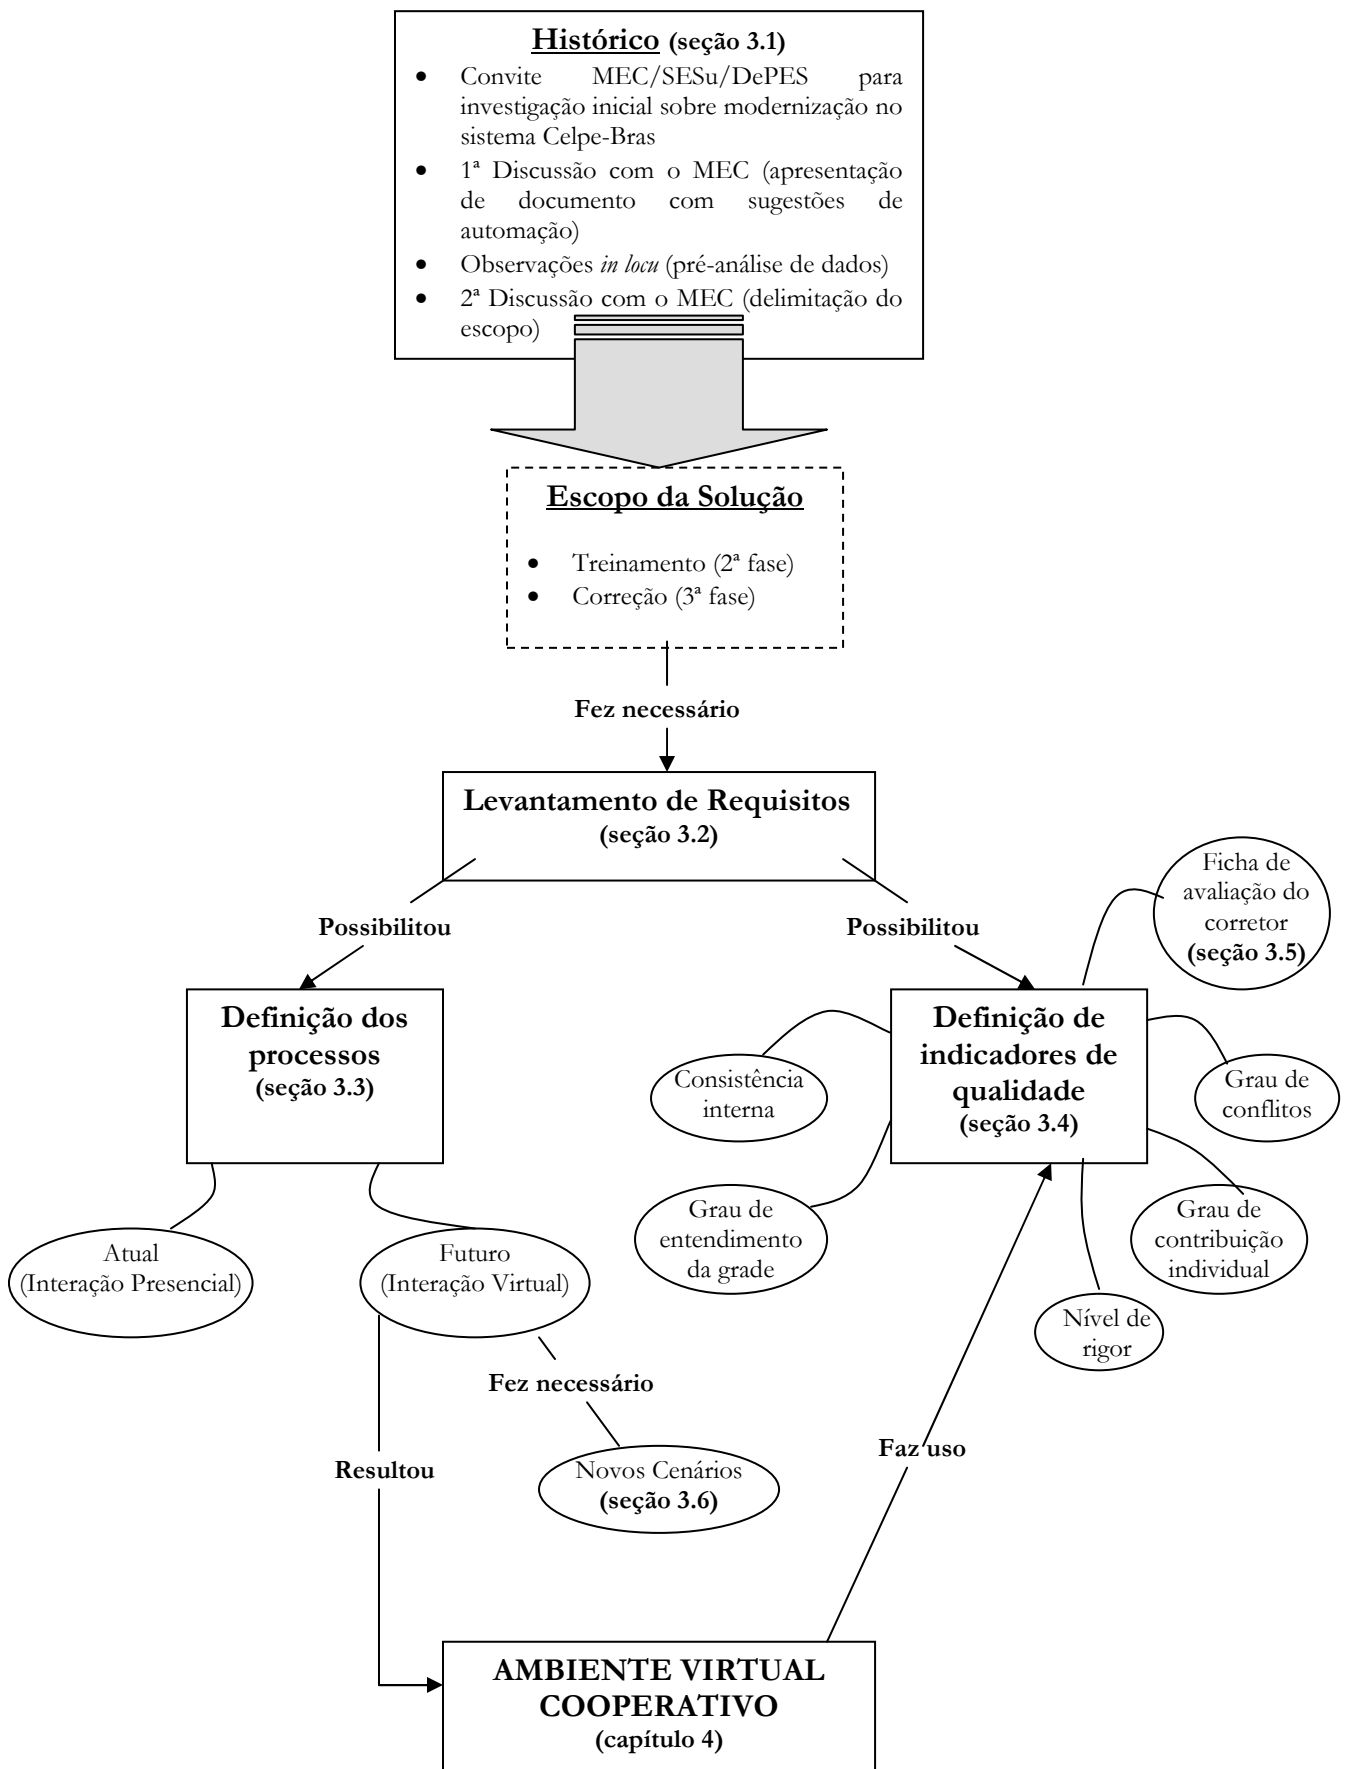 Histórico (seção 3.1)
• Convite MEC/SESu/DePES para
investigação inicial sobre modernização no
sistema Celpe-Bras
• 1ª Discussão com o MEC (apresentação
de documento com sugestões de
automação)
• Observações in locu (pré-análise de dados)
• 2ª Discussão com o MEC (delimitação do
escopo)
Escopo da Solução
• Treinamento (2ª fase)
• Correção (3ª fase)
Fez necessário
Levantamento de Requisitos
(seção 3.2)
Possibilitou
Possibilitou
Ficha de
avaliação do
corretor
(seção 3.5)
Definição dos
processos
(seção 3.3)
Definição de
indicadores de
qualidade
(seção 3.4)
Consistência
interna
Grau de
conflitos
Grau de
entendimento
da grade
Grau de
contribuição
individual
Nível de
rigor
Atual
(Interação Presencial)
Futuro
(Interação Virtual)
Fez necessário
Novos Cenários
(seção 3.6)
Resultou
Faz uso
AMBIENTE VIRTUAL
COOPERATIVO
(capítulo 4)